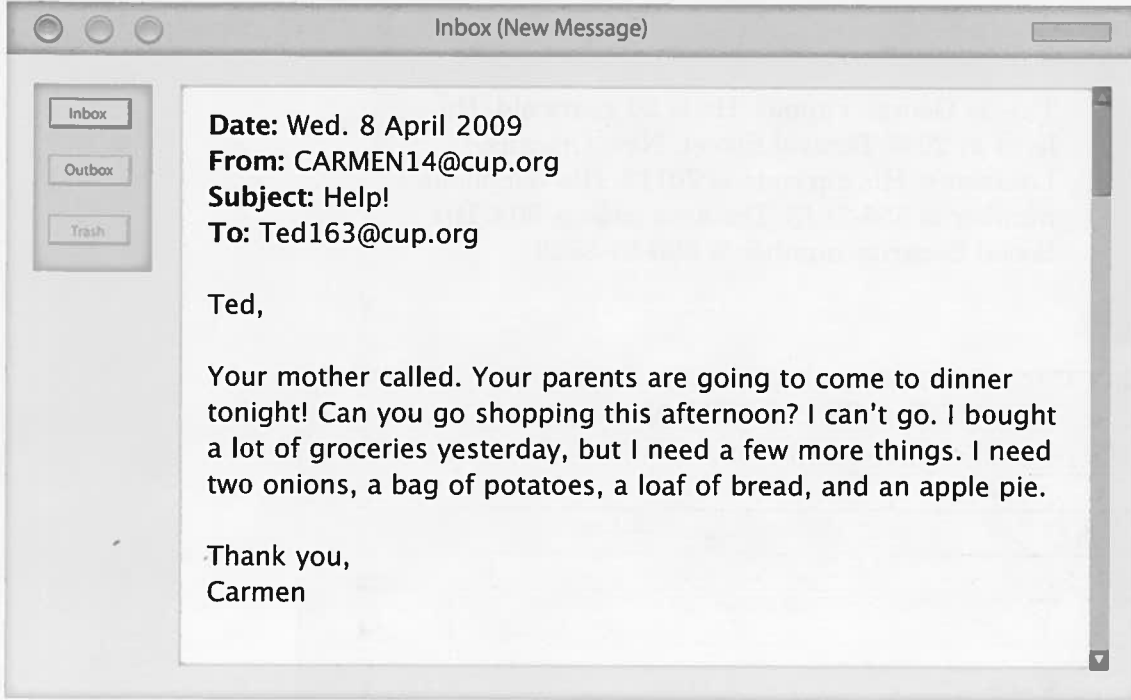 Inbox (New Message)
Inbox
Outbox
Trash
Date: Wed. 8 April 2009
From: CARMEN14@cup.org
Subject: Help!
To: Ted163@cup.org
Ted,
Your mother called. Your parents are going to come to dinner
tonight! Can you go shopping this afternoon? I can't go. I bought
a lot of groceries yesterday, but I need a few more things. I need
two onions, a bag of potatoes, a loaf of bread, and an apple pie.
Thank you,
Carmen